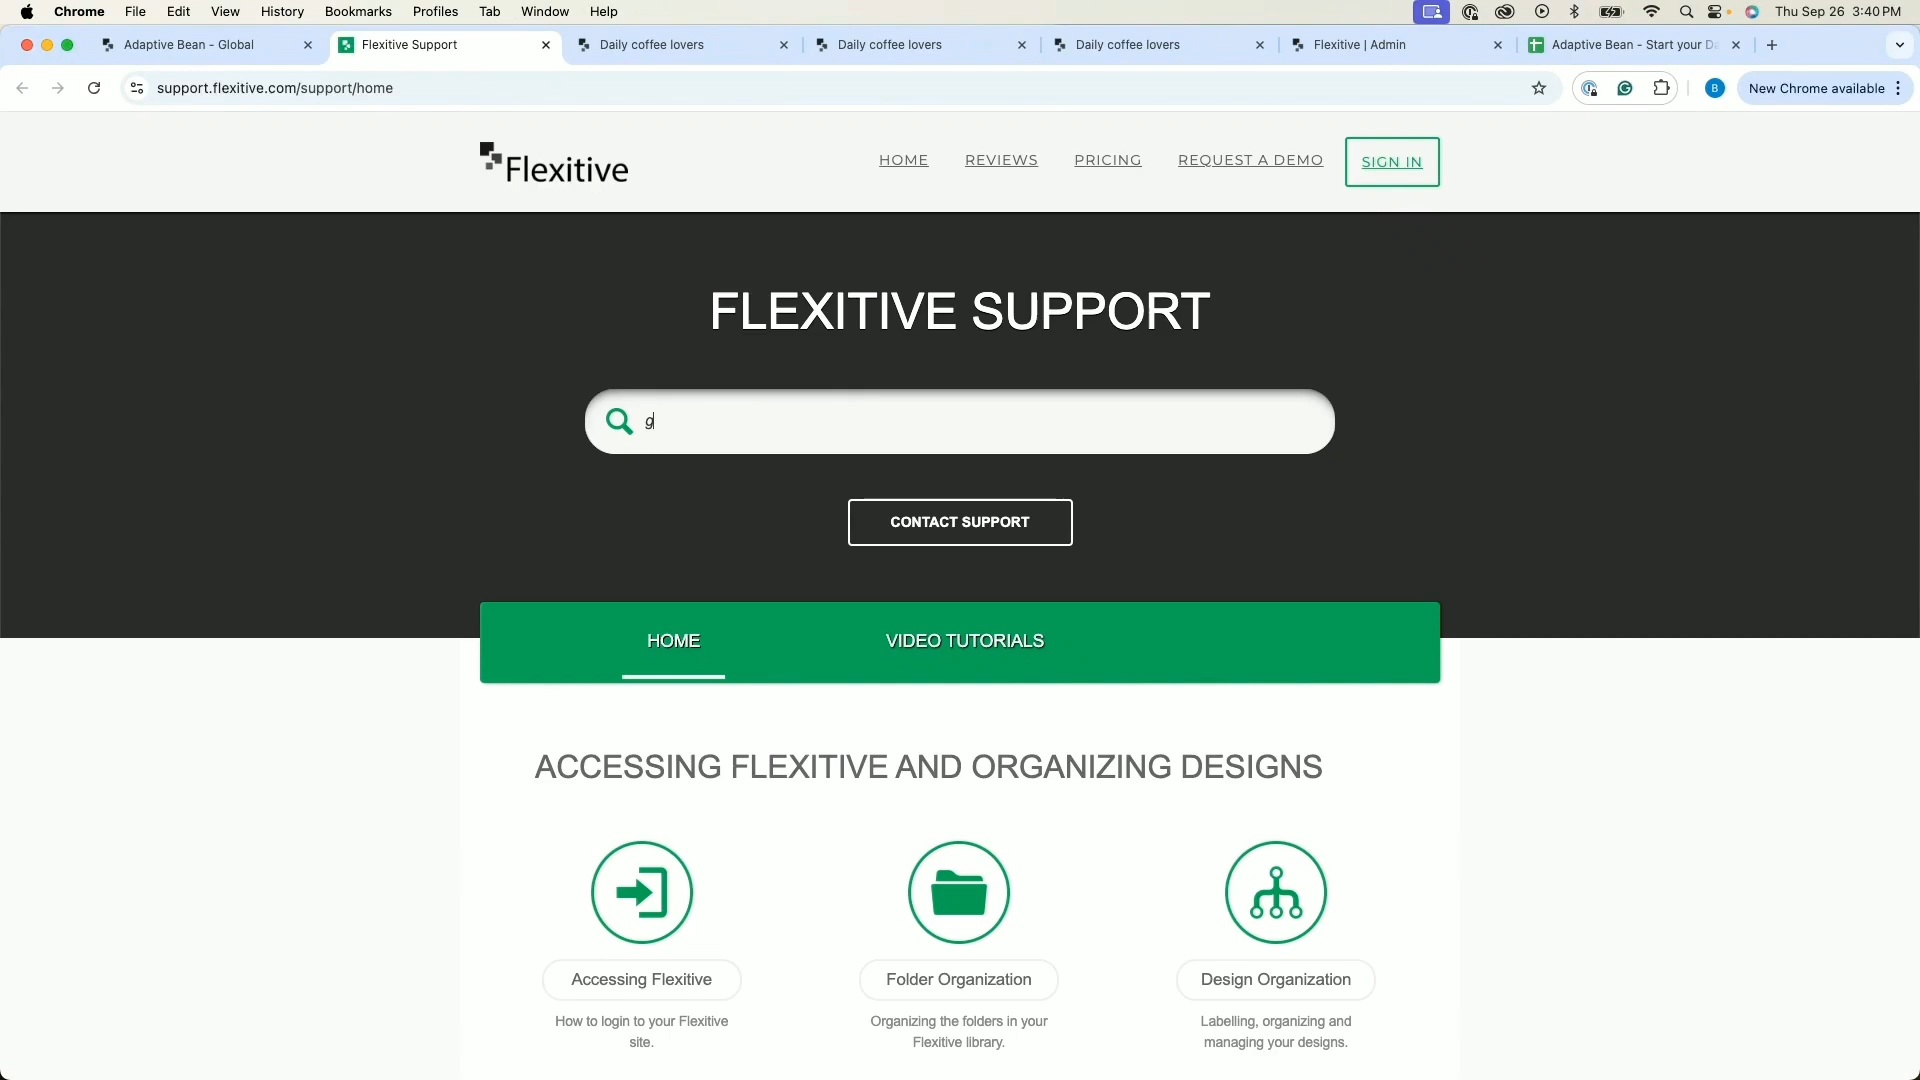 Chrome File Edit View History Bookmarks Profiles Tab Window Help Thu Sep 26 3:40 PM
Adaptive Bean - Global Flexitive Support Daily coffee lovers Daily coffee lovers Daily coffee lovers Flexitive | Admin Adaptive Bean - Start your Da
support.flexitive.com/support/home B New Chrome available
Flexitive HOME REVIEWS PRICING REQUEST A DEMO SIGN IN
FLEXITIVE SUPPORT
g
CONTACT SUPPORT
HOME VIDEO TUTORIALS
ACCESSING FLEXITIVE AND ORGANIZING DESIGNS
Accessing Flexitive Folder Organization Design Organization
How to login to your Flexitive Organizing the folders in your Labelling, organizing and
site. Flexitive library. managing your designs.